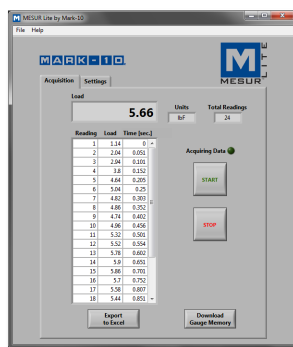 MESUR Lite by Mark-10
File Help
MARK-10
M
MESUR
LITE
Acquisition Settings
Load
5.66
Units
lbF
Total Readings
24
Reading Load Time [sec.]
1 1.14 0
2 2.04 0.051
3 2.94 0.101
4 3.8 0.152
5 4.64 0.205
6 5.04 0.25
7 4.82 0.303
8 4.86 0.352
9 4.74 0.402
10 4.96 0.456
11 5.32 0.501
12 5.52 0.554
13 5.78 0.602
14 5.9 0.651
15 5.86 0.701
16 5.7 0.752
17 5.58 0.807
18 5.44 0.851
Acquiring Data
START
STOP
Export
to Excel
Download
Gauge Memory